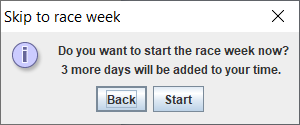 Skip to race week
Do you want to start the race week now?
3 more days will be added to your time.
Back
Start